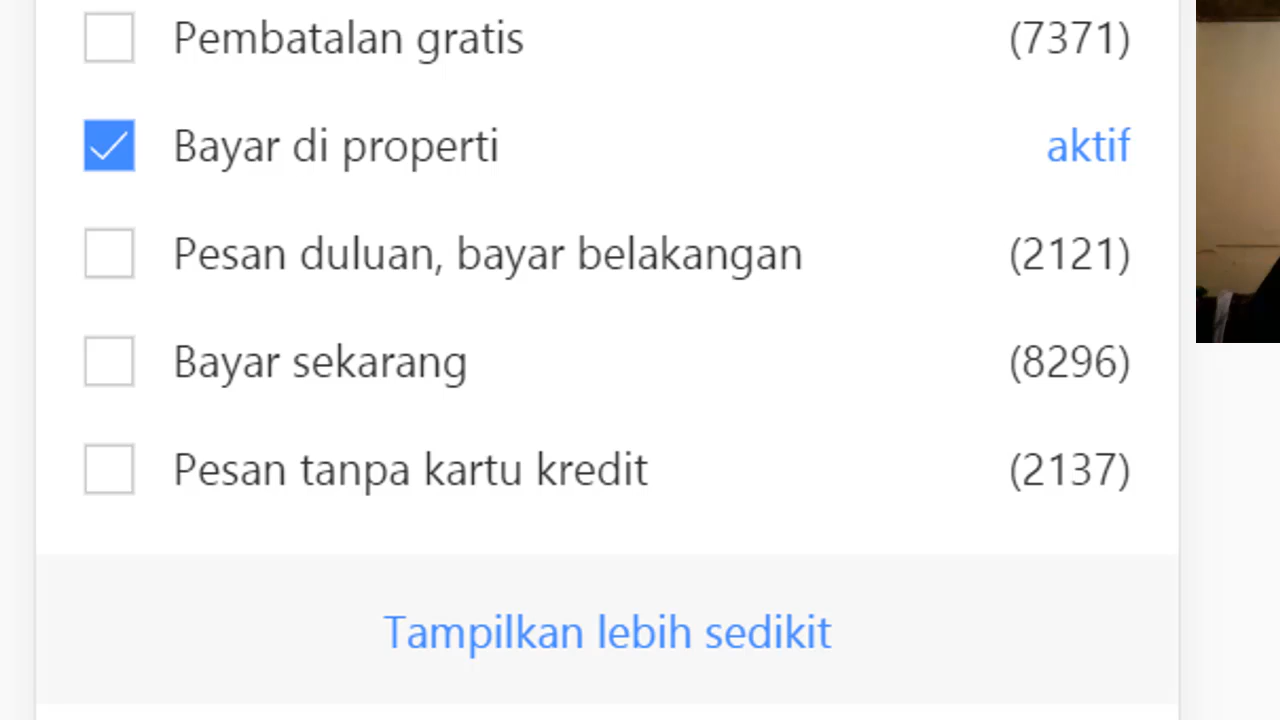 Pembatalan gratis (7371)
Bayar di properti aktif
Pesan duluan, bayar belakangan (2121)
Bayar sekarang (8296)
Pesan tanpa kartu kredit (2137)
Tampilkan lebih sedikit